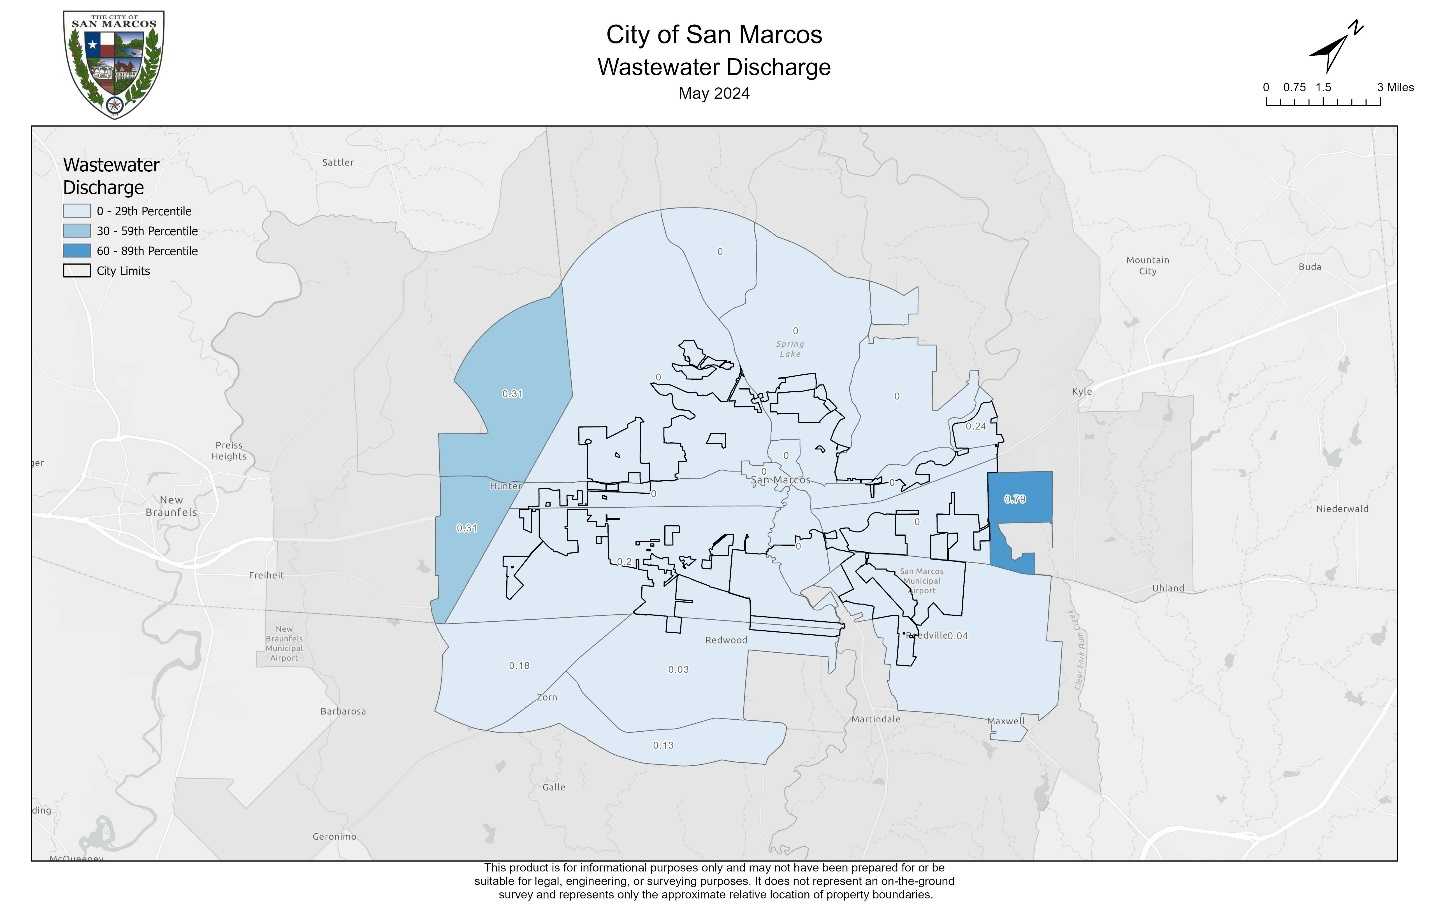 THE CITY OF
SAN MARCOS
City of San Marcos
Wastewater Discharge
May 2024
N
0 0.75 1.5 3 Miles
Wastewater
Discharge
0 - 29th Percentile
30 - 59th Percentile
60 - 89th Percentile
City Limits
Sattler
0
Mountain
City
Buda
0
Spring
Lake
0
Kyle
0.31
0
0.24
Preiss
Heights
ger
0
0
San Marcos
Hunter
0
0
New
Braunfels
0.79
Niederwald
0.31
0
0
0.2
Freiheit
San Marcos
Municipal
Airport
Uhland
New
Braunfels
Municipal
Airport
Redwood
Reedville
0.04
Clear Fork Plum Creek
0.18
0.03
Zorn
Barbarosa
Martindale
Maxwell
0.13
Galle
ding
Geronimo
McQueeney
This product is for informational purposes only and may not have been prepared for or be
suitable for legal, engineering, or surveying purposes. It does not represent an on-the-ground
survey and represents only the approximate relative location of property boundaries.